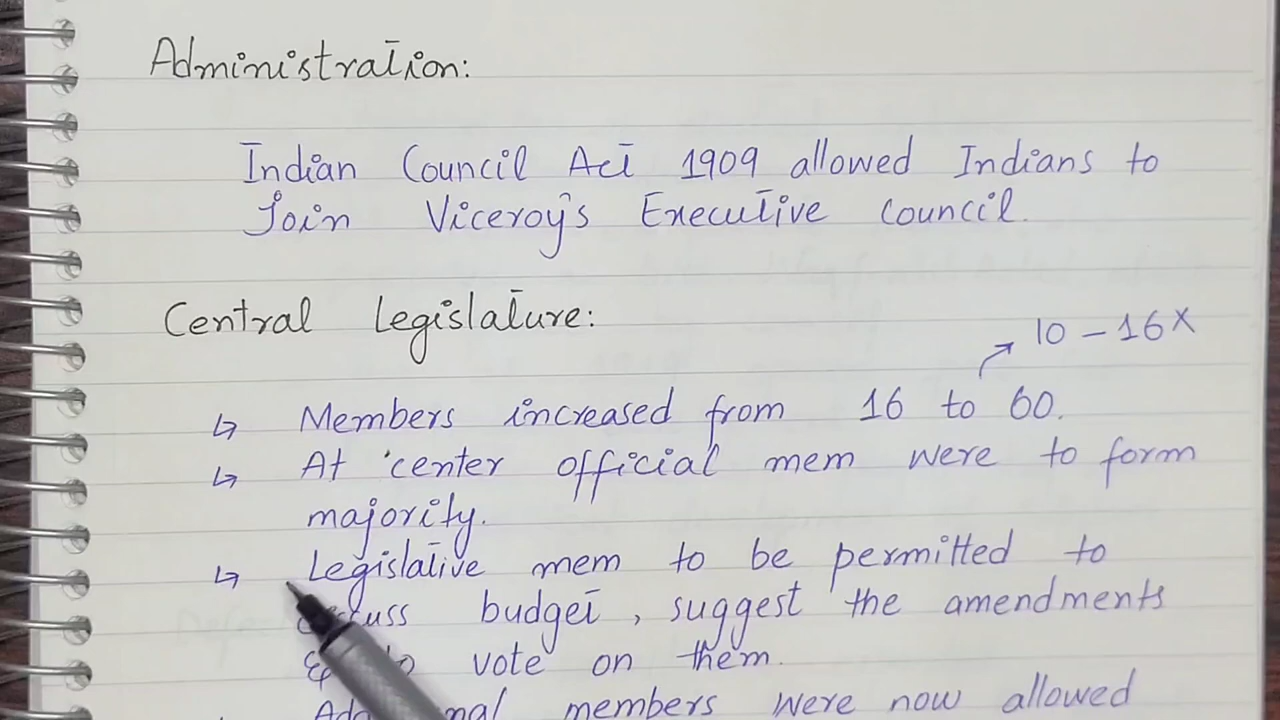 Administration:
Indian Council Act 1909 allowed Indians to
Join Viceroy's Executive council.
Central Legislature:
10 - 16x
Members increased from 16 to 60.
At center official mem were to form
majority.
Legislative mem to be permitted to
budget, suggest the amendments
vote on them.
members were now allowed